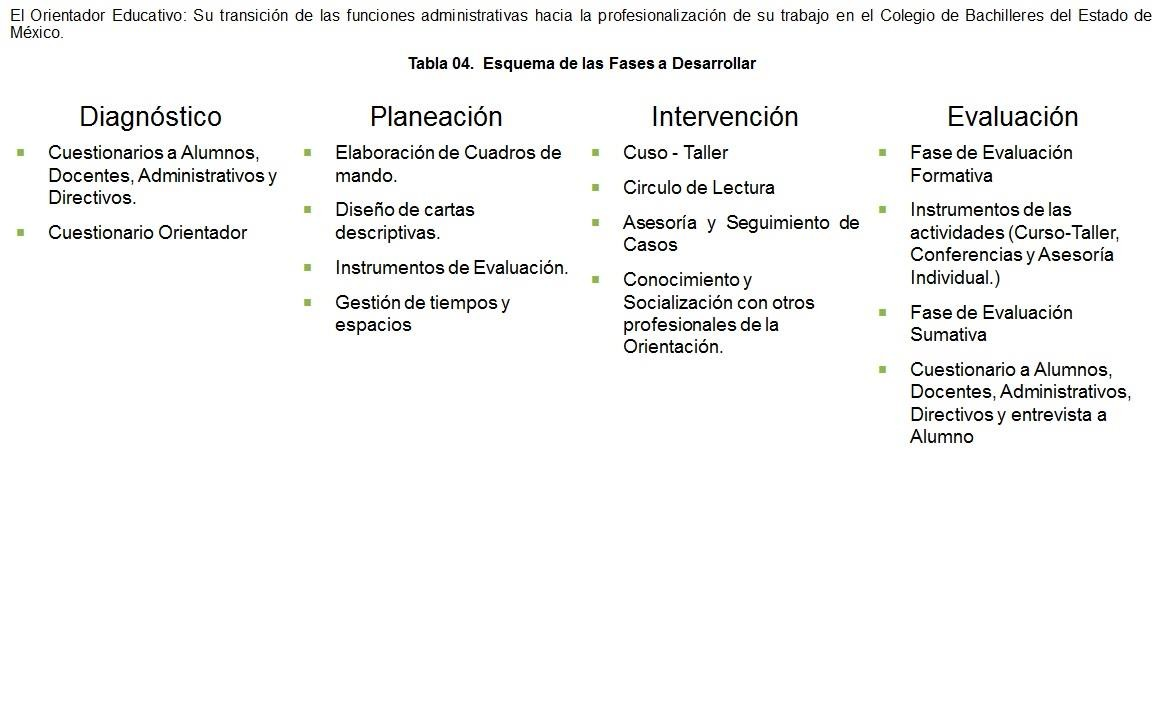 El Orientador Educativo: Su transición de las funciones administrativas hacia la profesionalización de su trabajo en el Colegio de Bachilleres del Estado de
México.
Tabla 04. Esquema de las Fases a Desarrollar
Diagnóstico
Cuestionarios a Alumnos,
Docentes, Administrativos y
Directivos.
Cuestionario Orientador
Planeación
Elaboración de Cuadros de
mando.
Diseño de cartas
descriptivas.
Instrumentos de Evaluación.
Gestión de tiempos y
espacios
Intervención
Cuso - Taller
Circulo de Lectura
Asesoría y Seguimiento de
Casos
Conocimiento y
Socialización con otros
profesionales de la
Orientación.
Evaluación
Fase de Evaluación
Formativa
Instrumentos de las
actividades (Curso-Taller,
Conferencias y Asesoría
Individual.)
Fase de Evaluación
Sumativa
Cuestionario a Alumnos,
Docentes, Administrativos,
Directivos y entrevista a
Alumno